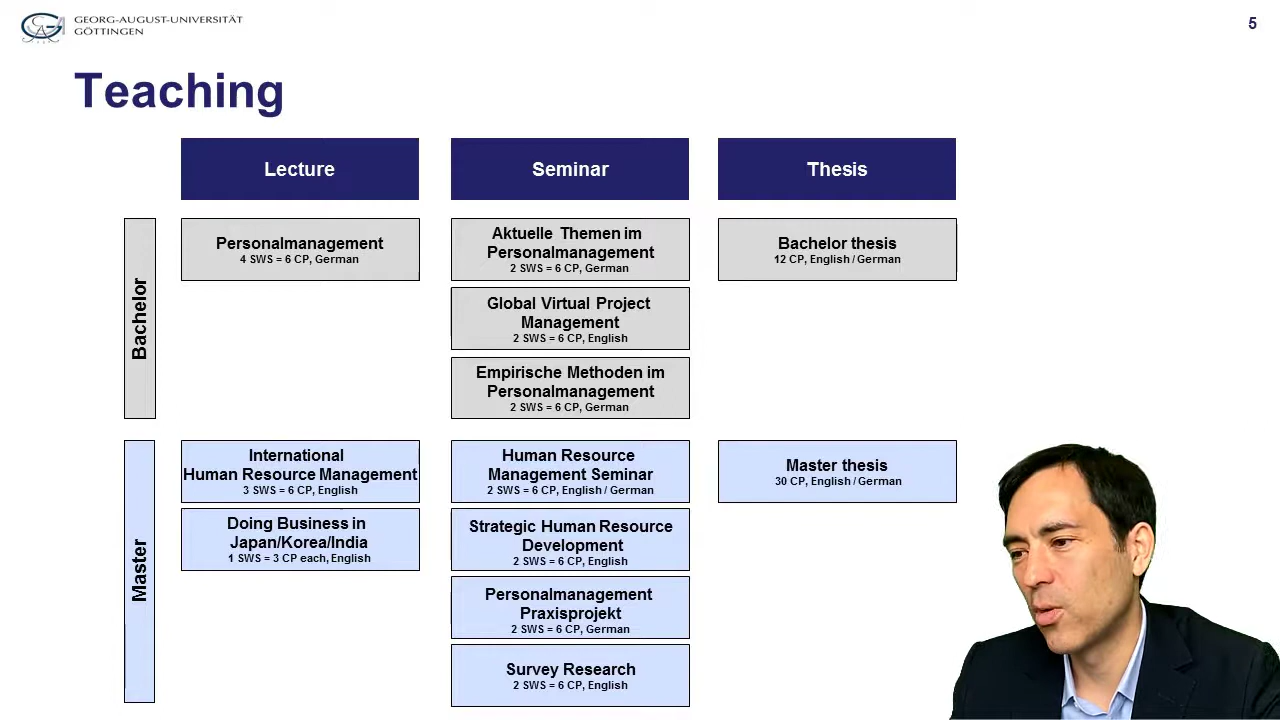 GEORG-AUGUST-UNIVERSITÄT
GÖTTINGEN
5
Teaching
Lecture
Seminar
Thesis
Bachelor
Personalmanagement
4 SWS = 6 CP, German
Aktuelle Themen im
Personalmanagement
2 SWS = 6 CP, German
Bachelor thesis
12 CP, English / German
Global Virtual Project
Management
2 SWS = 6 CP, English
Empirische Methoden im
Personalmanagement
2 SWS = 6 CP, German
Master
International
Human Resource Management
3 SWS = 6 CP, English
Human Resource
Management Seminar
2 SWS = 6 CP, English / German
Master thesis
30 CP, English / German
Doing Business in
Japan/Korea/India
1 SWS = 3 CP each, English
Strategic Human Resource
Development
2 SWS = 6 CP, English
Personalmanagement
Praxisprojekt
2 SWS = 6 CP, German
Survey Research
2 SWS = 6 CP, English